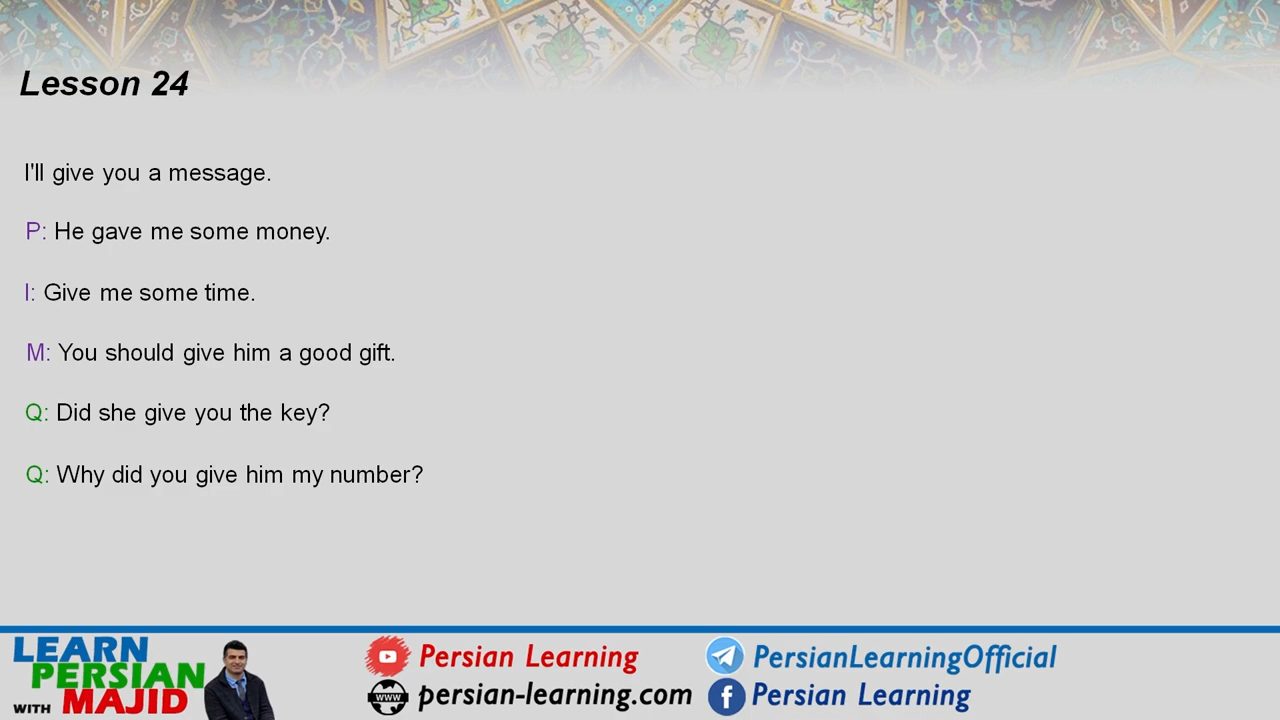 Lesson 24
I'll give you a message.
P: He gave me some money.
I: Give me some time.
M: You should give him a good gift.
Q: Did she give you the key?
Q: Why did you give him my number?
LEARN
PERSIAN
WITH MAJID
Persian Learning
PersianLearningOfficial
www
persian-learning.com
Persian Learning